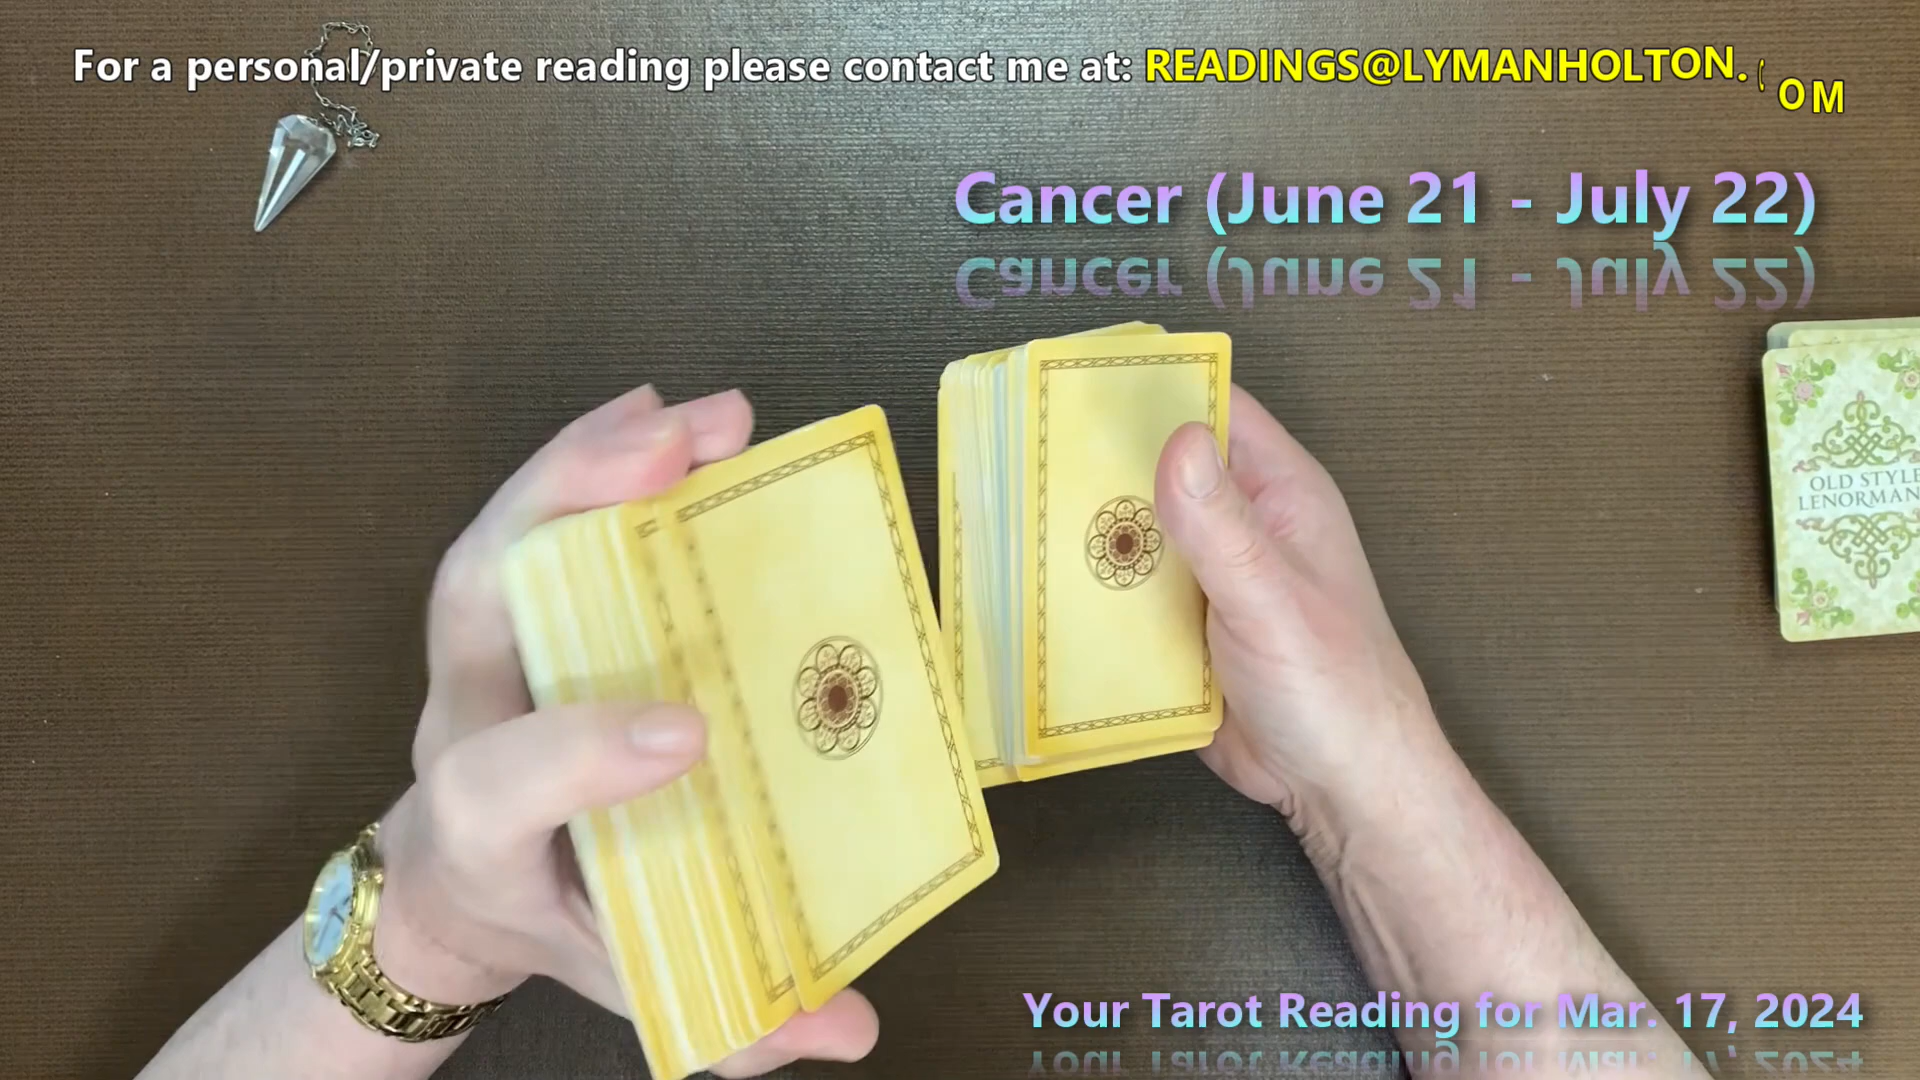 For a personal/private reading please contact me at: READINGS@LYMANHOLTON.COM
Cancer (June 21 - July 22)
OLD STYLE
LENORMAN
Your Tarot Reading for Mar. 17, 2024